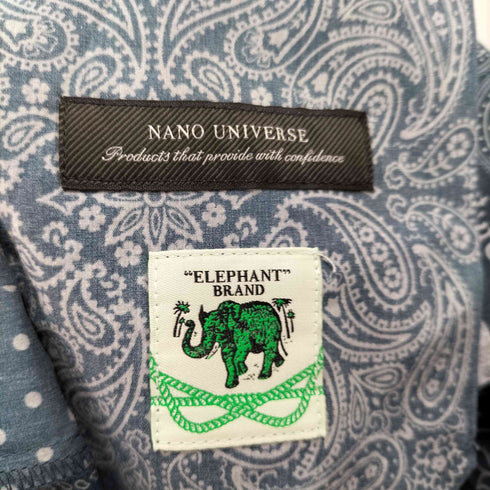 NANO UNIVERSE
Products that provide with confidence
"ELEPHANT"
BRAND